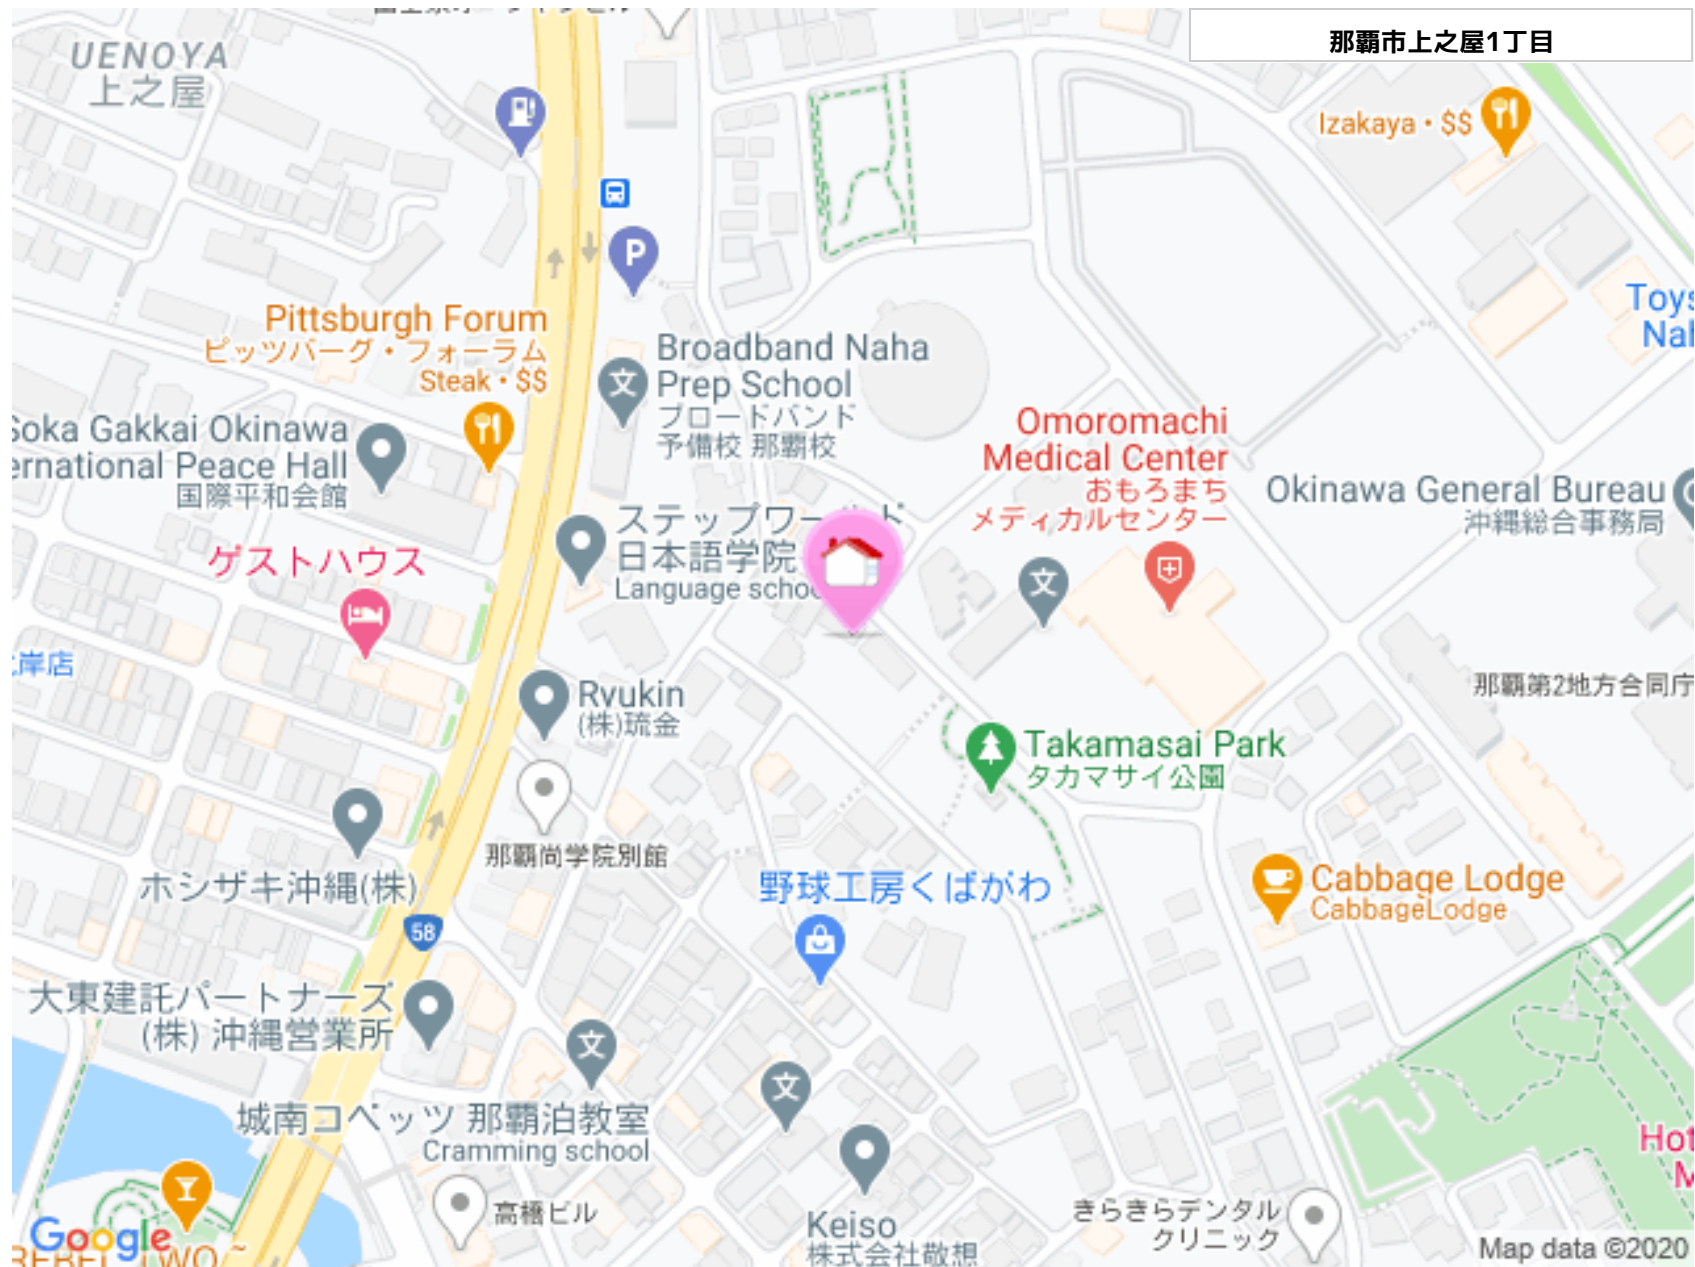 那覇市上之屋1丁目
UENOYA
上之屋
Izakaya • $$
P
Toys
Nah
Pittsburgh Forum
ピッツバーグ・フォーラム
Steak • $$
Broadband Naha
Prep School
ブロードバンド
予備校 那覇校
文
Soka Gakkai Okinawa
ernational Peace Hall
国際平和会館
Omoromachi
Medical Center
おもろまち
メディカルセンター
Okinawa General Bureau
沖縄総合事務局
ステップワールド
日本語学院
Language schoo
ゲストハウス
文
岸店
Ryukin
(株)琉金
那覇第2地方合同庁
Takamasai Park
タカマサイ公園
那覇尚学院別館
ホシザキ沖縄(株)
58
野球工房くばがわ
Cabbage Lodge
CabbageLodge
大東建託パートナーズ
(株) 沖縄営業所
文
文
城南コベッツ 那覇泊教室
Cramming school
高橋ビル
Keiso
株式会社敬想
きらきらデンタル
クリニック
Hot
M
Google
REBEL TWO ~
Map data ©2020